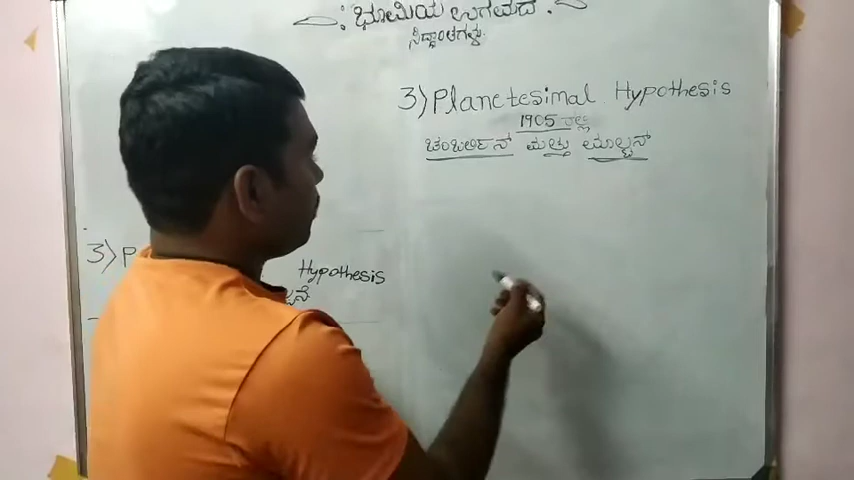 : ಭೂಮಿಯ ಉಗಮದ .
ಸಿದ್ಧಾಂತಗಳು
3) Planetesimal Hypothesis
1905 ರಲ್ಲಿ
ಚಂಬರ್ಲಿನ್ ಮತ್ತು ಮೋಲ್ಟನ್
3) P
Hypothesis